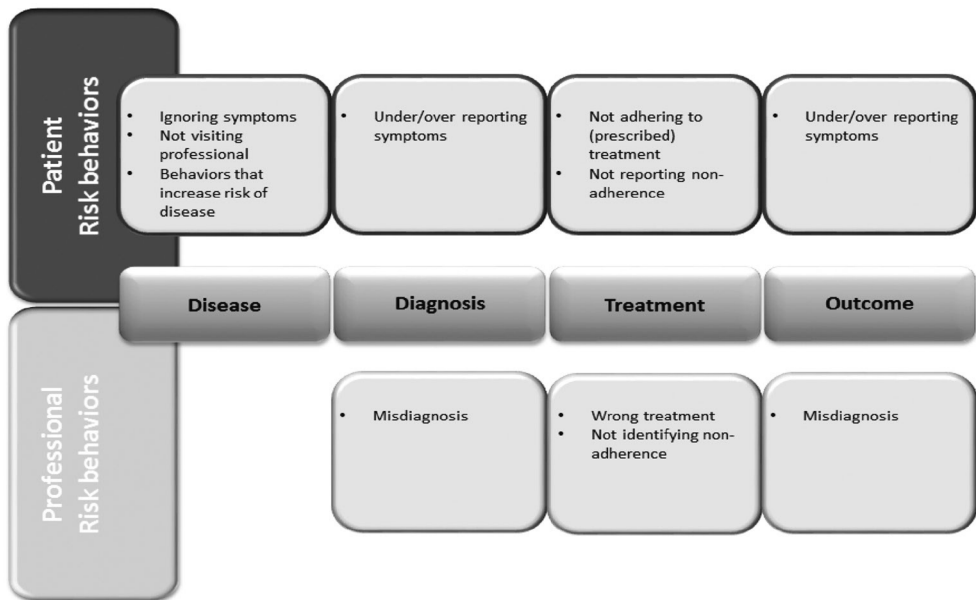 Patient
Risk behaviors
• Ignoring symptoms
• Not visiting
professional
• Behaviors that
increase risk of
disease
• Under/over reporting
symptoms
• Not adhering to
(prescribed)
treatment
• Not reporting non-
adherence
• Under/over reporting
symptoms
Disease
Diagnosis
Treatment
Outcome
Professional
Risk behaviors
• Misdiagnosis
• Wrong treatment
• Not identifying non-
adherence
• Misdiagnosis